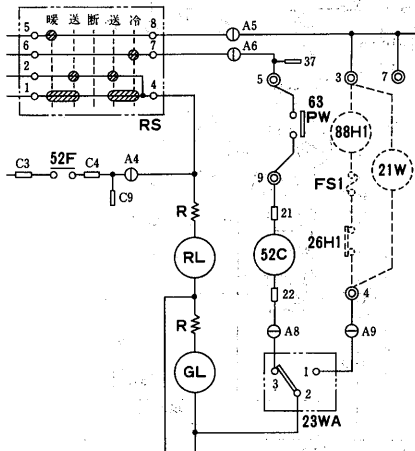 暖 送 断 送 冷
5 8 A5
6 7 A6
2 37
1 4 5 3 7
RS
63
PW
88H1
21W
C3 52F C4 A4
C9
9
FS1
R
21
26H1
RL
52C
22
4
R
A8 A9
GL
3 1
2
23WA